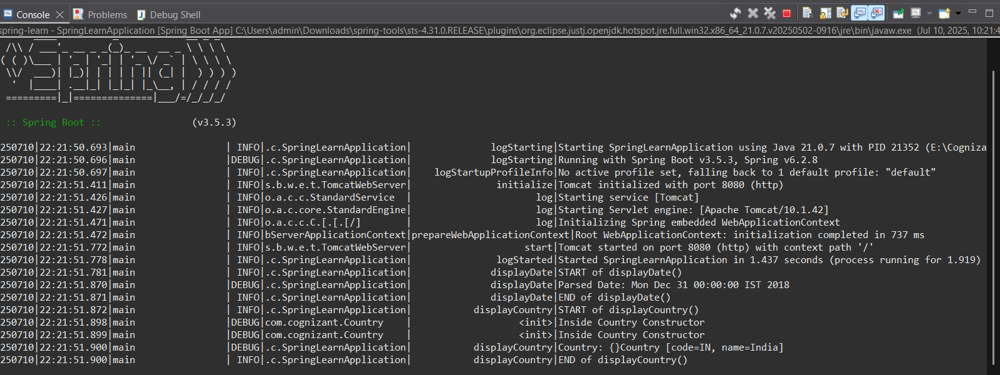 Console Problems Debug Shell
spring-learn - SpringLearnApplication [Spring Boot App] C:\Users\admin\Downloads\spring-tools\sts-4.31.0.RELEASE\plugins\org.eclipse.justj.openjdk.hotspot.jre.full.win32.x86_64_21.0.7.v20250502-0916\jre\bin\javaw.exe (Jul 10, 2025, 10:21:4
 /\\ / ___'_ __ _ _(_)_ __  __ _ \ \ \ \
( ( )\___ | '_ | '_| | '_ \/ _` | \ \ \ \
 \\/  ___)| |_)| | | | | || (_| |  ) ) ) )
  '  |____| .__|_| |_|_| |_\__, | / / / /
 =========|_|==============|___/=/_/_/_/
:: Spring Boot :: (v3.5.3)
250710|22:21:50.693|main | INFO|.c.SpringLearnApplication| logStarting|Starting SpringLearnApplication using Java 21.0.7 with PID 21352 (E:\Cogniza
250710|22:21:50.696|main |DEBUG|.c.SpringLearnApplication| logStarting|Running with Spring Boot v3.5.3, Spring v6.2.8
250710|22:21:50.697|main | INFO|.c.SpringLearnApplication| logStartupProfileInfo|No active profile set, falling back to 1 default profile: "default"
250710|22:21:51.411|main | INFO|s.b.w.e.t.TomcatWebServer| initialize|Tomcat initialized with port 8080 (http)
250710|22:21:51.426|main | INFO|o.a.c.c.StandardService | log|Starting service [Tomcat]
250710|22:21:51.427|main | INFO|o.a.c.core.StandardEngine| log|Starting Servlet engine: [Apache Tomcat/10.1.42]
250710|22:21:51.471|main | INFO|o.a.c.c.C.[.[.[/] | log|Initializing Spring embedded WebApplicationContext
250710|22:21:51.472|main | INFO|bServerApplicationContext|prepareWebApplicationContext|Root WebApplicationContext: initialization completed in 737 ms
250710|22:21:51.772|main | INFO|s.b.w.e.t.TomcatWebServer| start|Tomcat started on port 8080 (http) with context path '/'
250710|22:21:51.778|main | INFO|.c.SpringLearnApplication| logStarted|Started SpringLearnApplication in 1.437 seconds (process running for 1.919)
250710|22:21:51.781|main | INFO|.c.SpringLearnApplication| displayDate|START of displayDate()
250710|22:21:51.870|main |DEBUG|.c.SpringLearnApplication| displayDate|Parsed Date: Mon Dec 31 00:00:00 IST 2018
250710|22:21:51.871|main | INFO|.c.SpringLearnApplication| displayDate|END of displayDate()
250710|22:21:51.872|main | INFO|.c.SpringLearnApplication| displayCountry|START of displayCountry()
250710|22:21:51.898|main |DEBUG|com.cognizant.Country | <init>|Inside Country Constructor
250710|22:21:51.899|main |DEBUG|com.cognizant.Country | <init>|Inside Country Constructor
250710|22:21:51.900|main |DEBUG|.c.SpringLearnApplication| displayCountry|Country: {}Country [code=IN, name=India]
250710|22:21:51.900|main | INFO|.c.SpringLearnApplication| displayCountry|END of displayCountry()